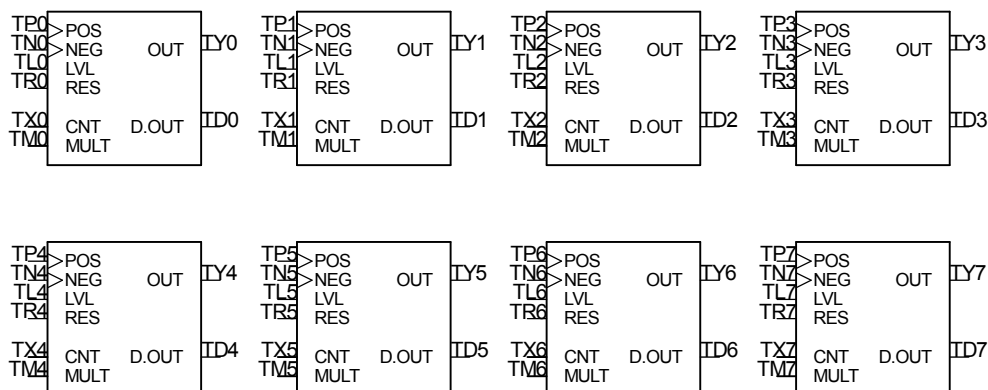 TP0 POS TP1 POS TP2 POS TP3 POS
TN0 NEG OUT TY0 TN1 NEG OUT TY1 TN2 NEG OUT TY2 TN3 NEG OUT TY3
TL0 LVL TL1 LVL TL2 LVL TL3 LVL
TR0 RES TR1 RES TR2 RES TR3 RES
TX0 CNT D.OUT TD0 TX1 CNT D.OUT TD1 TX2 CNT D.OUT TD2 TX3 CNT D.OUT TD3
TM0 MULT TM1 MULT TM2 MULT TM3 MULT
TP4 POS TP5 POS TP6 POS TP7 POS
TN4 NEG OUT TY4 TN5 NEG OUT TY5 TN6 NEG OUT TY6 TN7 NEG OUT TY7
TL4 LVL TL5 LVL TL6 LVL TL7 LVL
TR4 RES TR5 RES TR6 RES TR7 RES
TX4 CNT D.OUT TD4 TX5 CNT D.OUT TD5 TX6 CNT D.OUT TD6 TX7 CNT D.OUT TD7
TM4 MULT TM5 MULT TM6 MULT TM7 MULT